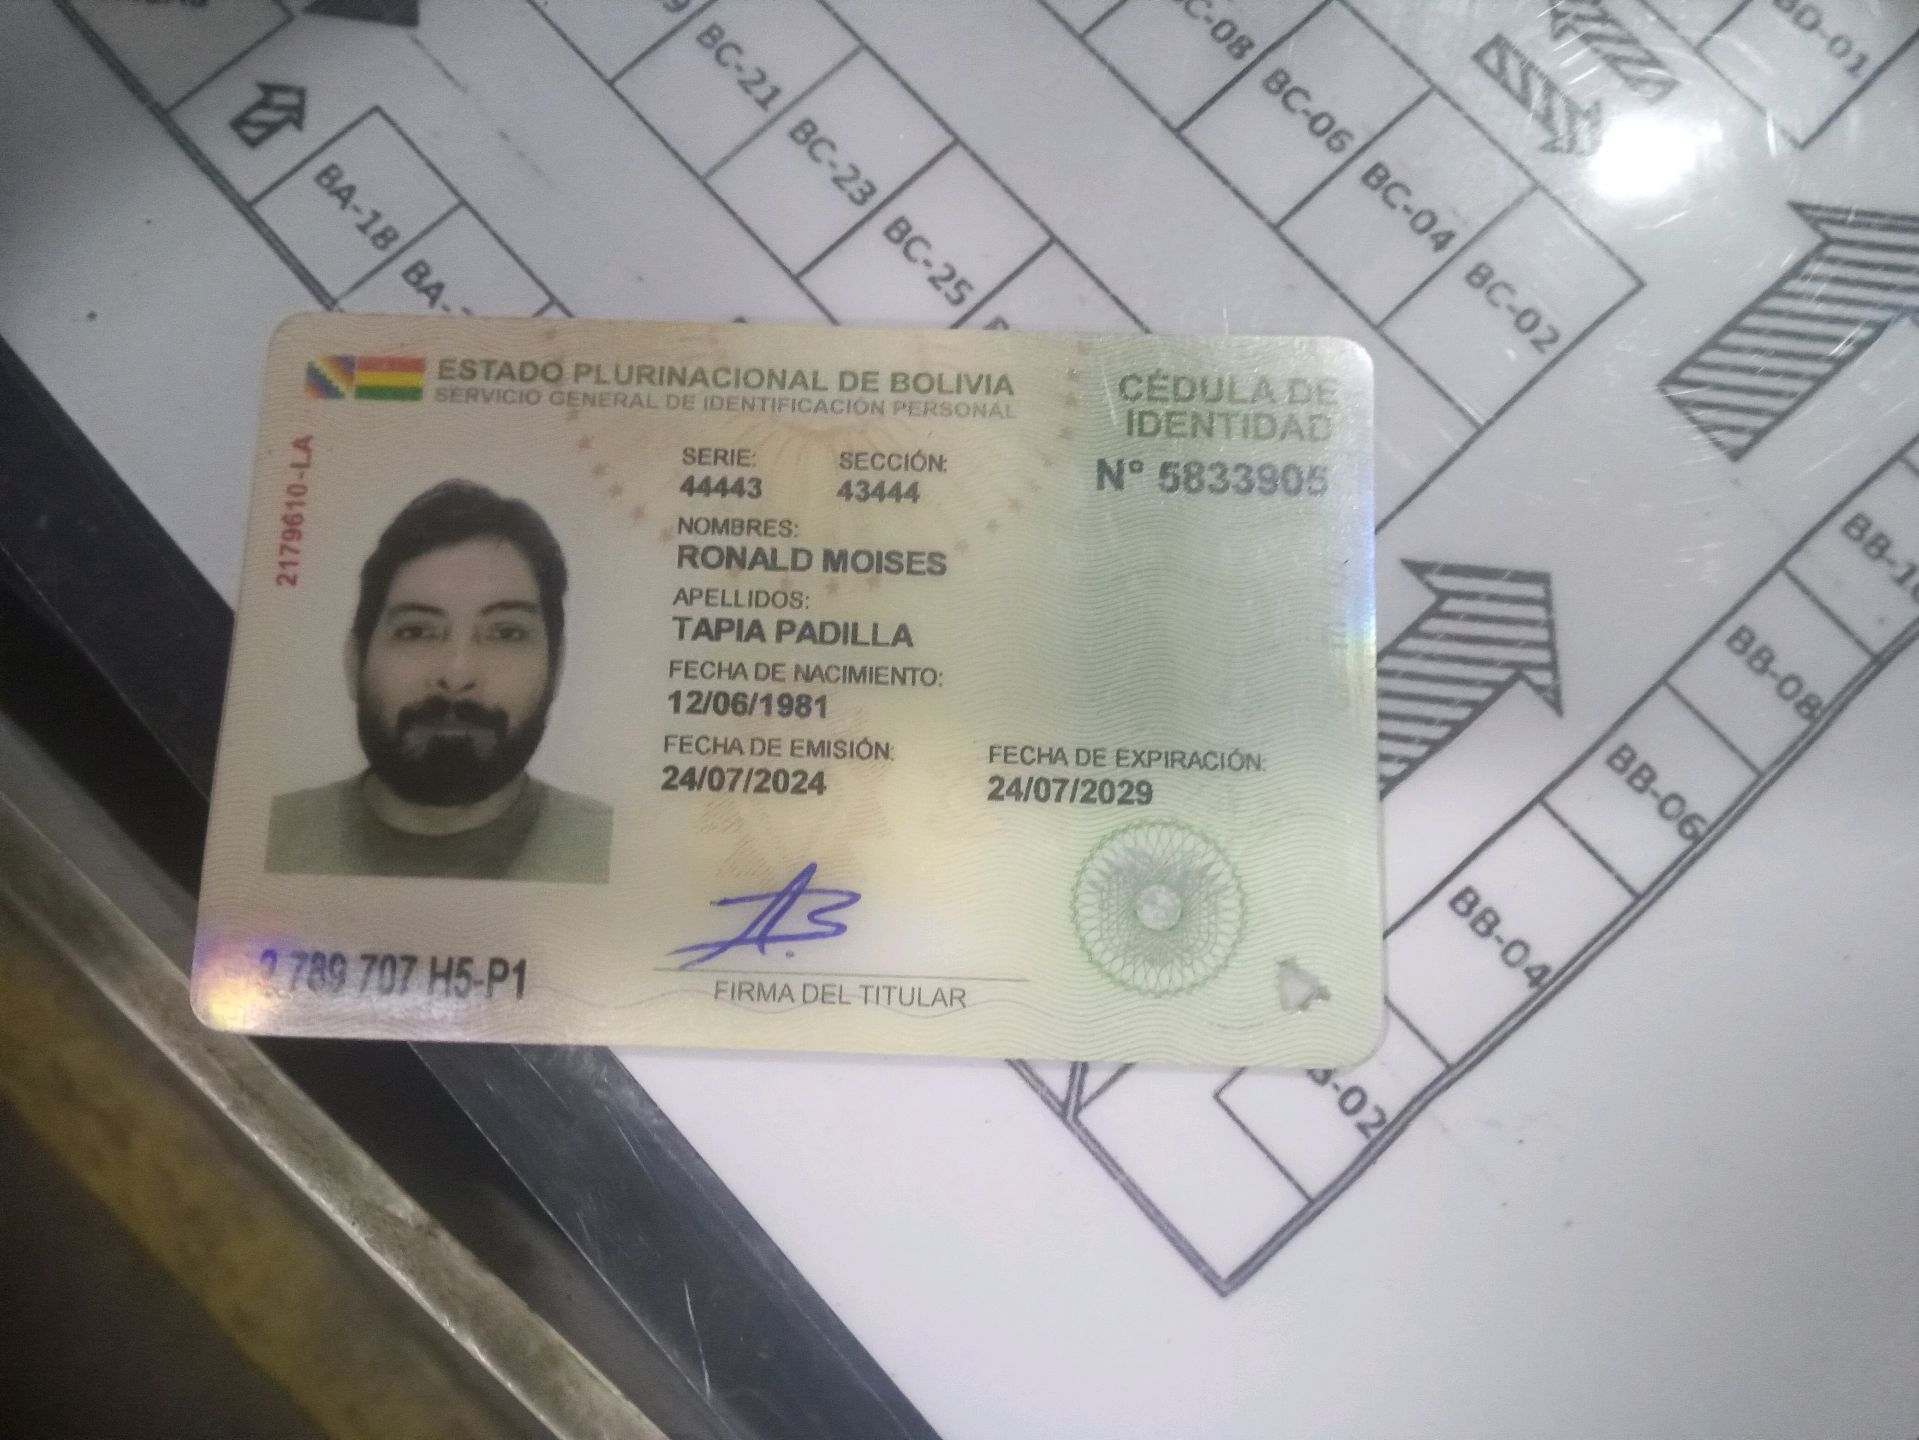 BC-21
BC-23
BC-25
BC-08
BC-06
BC-04
BC-02
BD-01
BA-18
BA-
ESTADO PLURINACIONAL DE BOLIVIA
SERVICIO GENERAL DE IDENTIFICACIÓN PERSONAL
CÉDULA DE
IDENTIDAD
N° 5833905
2179610-LA
SERIE: SECCIÓN:
44443 43444
NOMBRES:
RONALD MOISES
APELLIDOS:
TAPIA PADILLA
FECHA DE NACIMIENTO:
12/06/1981
FECHA DE EMISIÓN: FECHA DE EXPIRACIÓN:
24/07/2024 24/07/2029
789 707 H5-P1
FIRMA DEL TITULAR
BB-08
BB-06
BB-04
-02